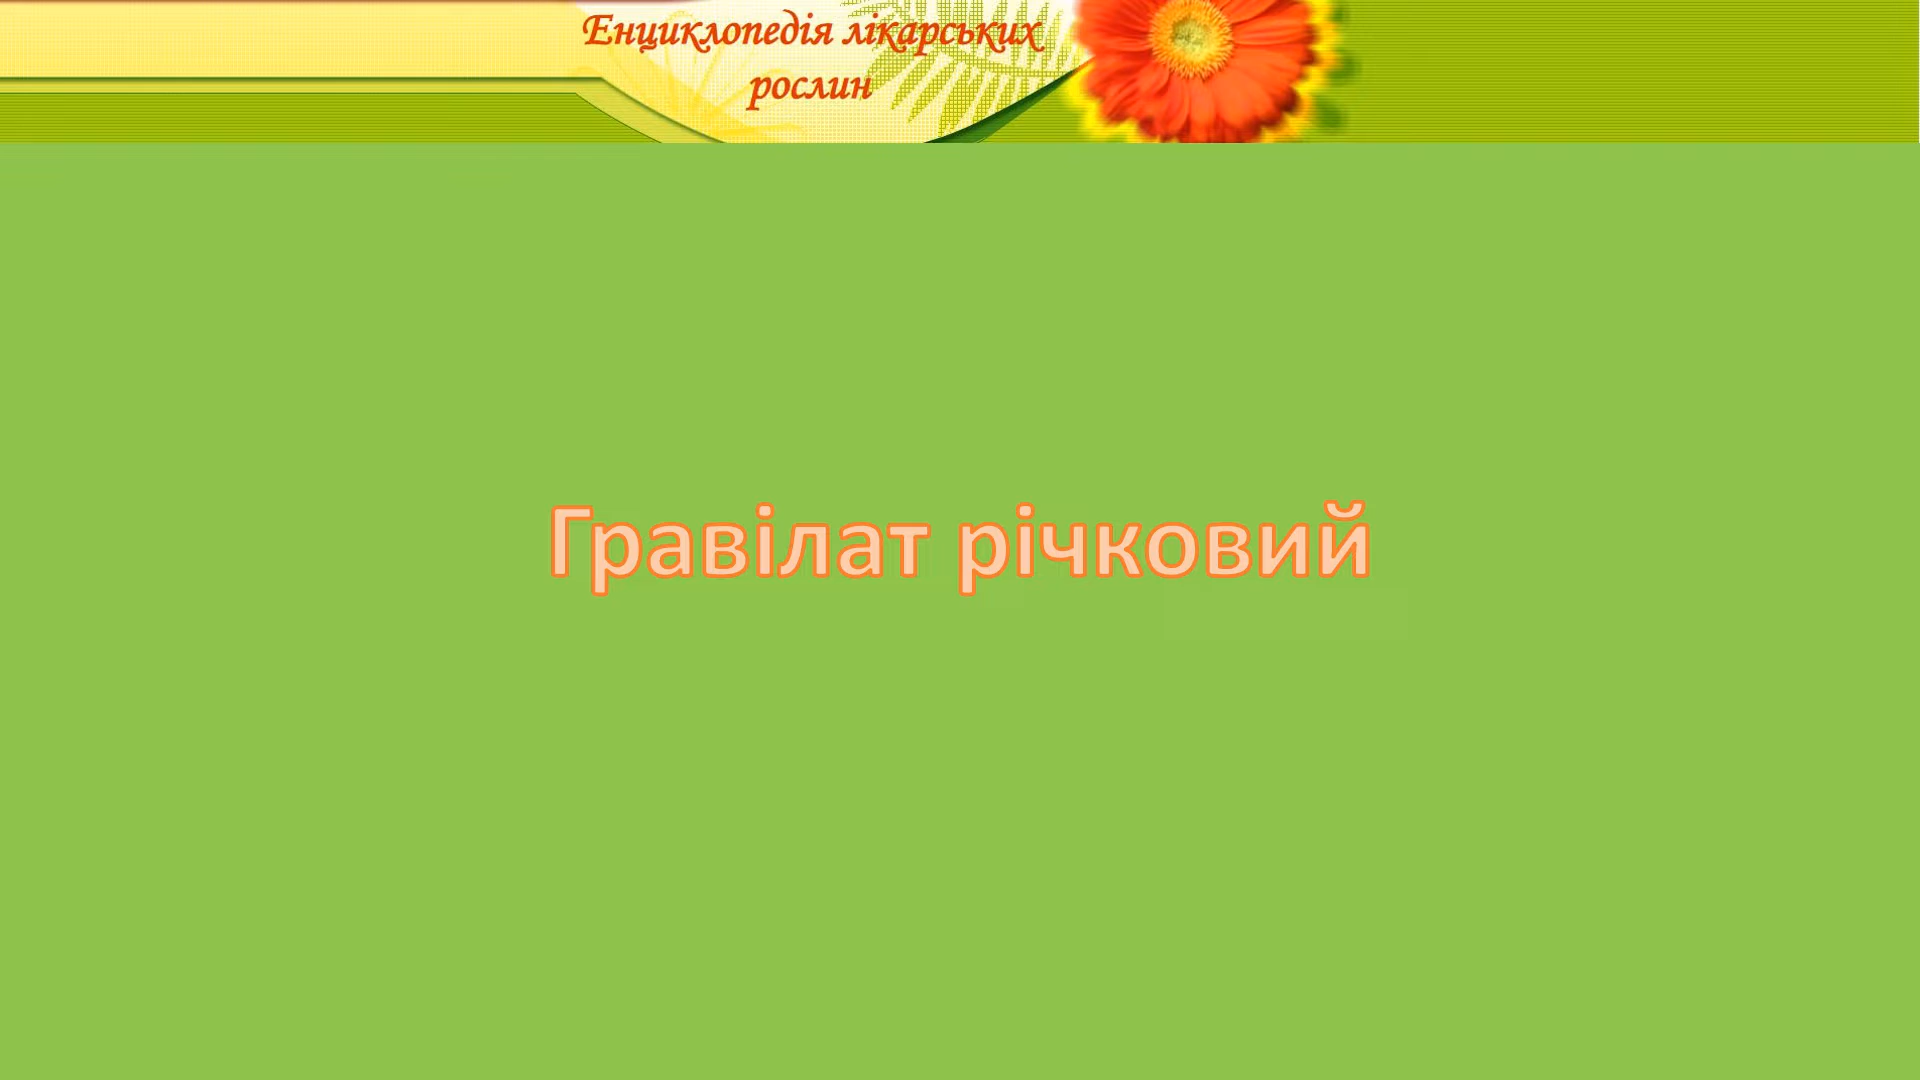 Енциклопедія лікарських
рослин
Гравілат річковий